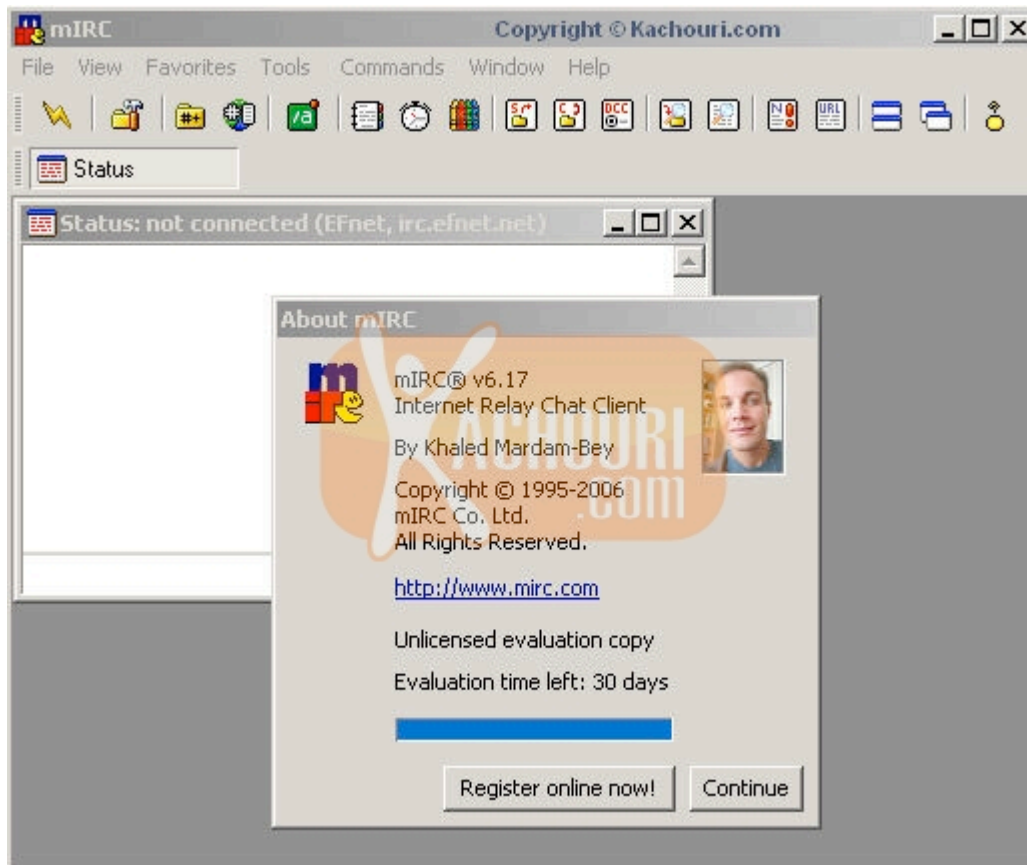 mIRC
Copyright © Kachouri.com
File View Favorites Tools Commands Window Help
Status
Status: not connected (EFnet, irc.efnet.net)
About mIRC
mIRC® v6.17
Internet Relay Chat Client
By Khaled Mardam-Bey
KACHOURI
.com
Copyright © 1995-2006
mIRC Co. Ltd.
All Rights Reserved.
http://www.mirc.com
Unlicensed evaluation copy
Evaluation time left: 30 days
Register online now! Continue